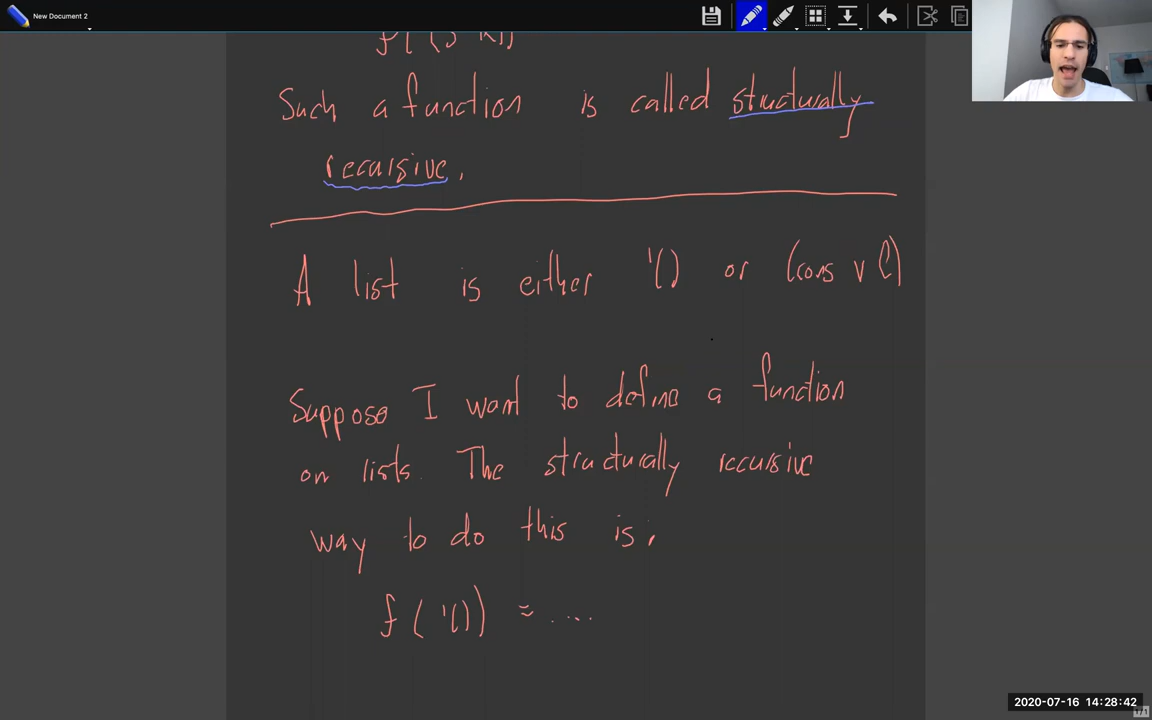 New Document 2
Such a function is called structurally
recursive.
A list is either '() or (cons v l)
Suppose I want to define a function
on lists. The structurally recursive
way to do this is:
f ( '()) = ....
2020-07-16 14:28:42